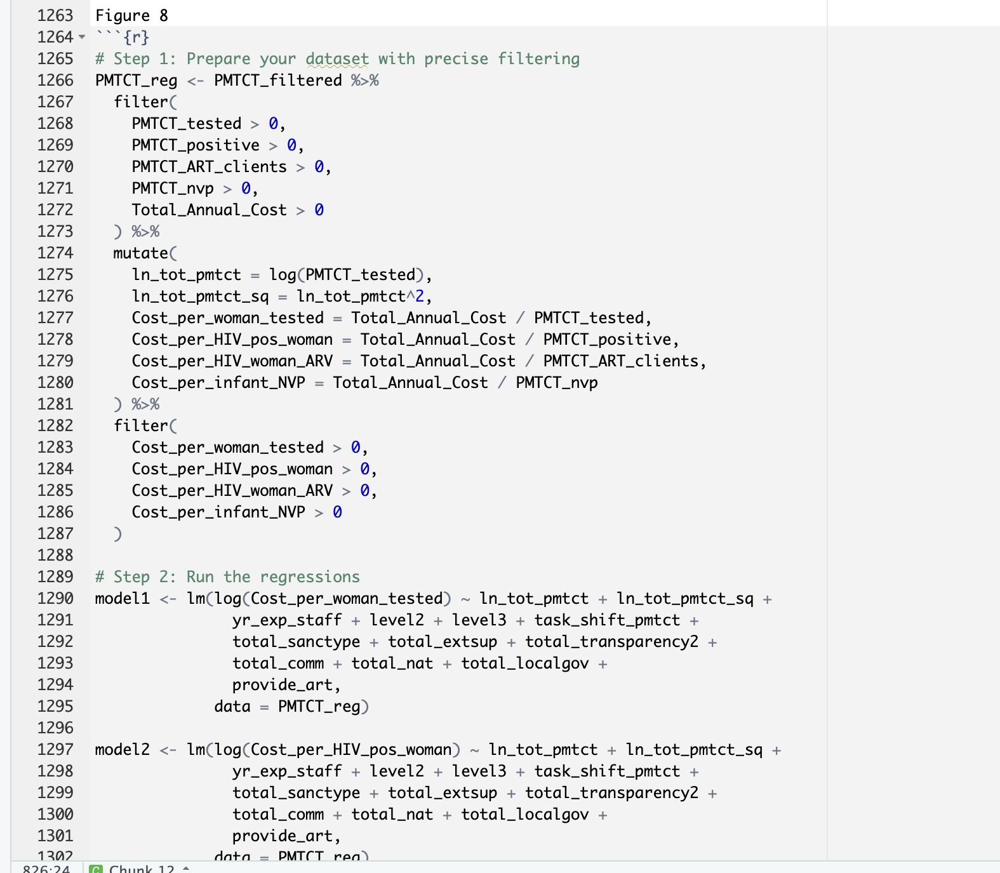 1263 Figure 8
1264 ```{r}
1265 # Step 1: Prepare your dataset with precise filtering
1266 PMTCT_reg <- PMTCT_filtered %>%
1267   filter(
1268     PMTCT_tested > 0,
1269     PMTCT_positive > 0,
1270     PMTCT_ART_clients > 0,
1271     PMTCT_nvp > 0,
1272     Total_Annual_Cost > 0
1273   ) %>%
1274   mutate(
1275     ln_tot_pmtct = log(PMTCT_tested),
1276     ln_tot_pmtct_sq = ln_tot_pmtct^2,
1277     Cost_per_woman_tested = Total_Annual_Cost / PMTCT_tested,
1278     Cost_per_HIV_pos_woman = Total_Annual_Cost / PMTCT_positive,
1279     Cost_per_HIV_woman_ARV = Total_Annual_Cost / PMTCT_ART_clients,
1280     Cost_per_infant_NVP = Total_Annual_Cost / PMTCT_nvp
1281   ) %>%
1282   filter(
1283     Cost_per_woman_tested > 0,
1284     Cost_per_HIV_pos_woman > 0,
1285     Cost_per_HIV_woman_ARV > 0,
1286     Cost_per_infant_NVP > 0
1287   )
1288
1289 # Step 2: Run the regressions
1290 model1 <- lm(log(Cost_per_woman_tested) ~ ln_tot_pmtct + ln_tot_pmtct_sq +
1291                yr_exp_staff + level2 + level3 + task_shift_pmtct +
1292                total_sanctype + total_extsup + total_transparency2 +
1293                total_comm + total_nat + total_localgov +
1294                provide_art,
1295              data = PMTCT_reg)
1296
1297 model2 <- lm(log(Cost_per_HIV_pos_woman) ~ ln_tot_pmtct + ln_tot_pmtct_sq +
1298                yr_exp_staff + level2 + level3 + task_shift_pmtct +
1299                total_sanctype + total_extsup + total_transparency2 +
1300                total_comm + total_nat + total_localgov +
1301                provide_art,
1302              data = PMTCT_reg)
826:24 C Chunk 12